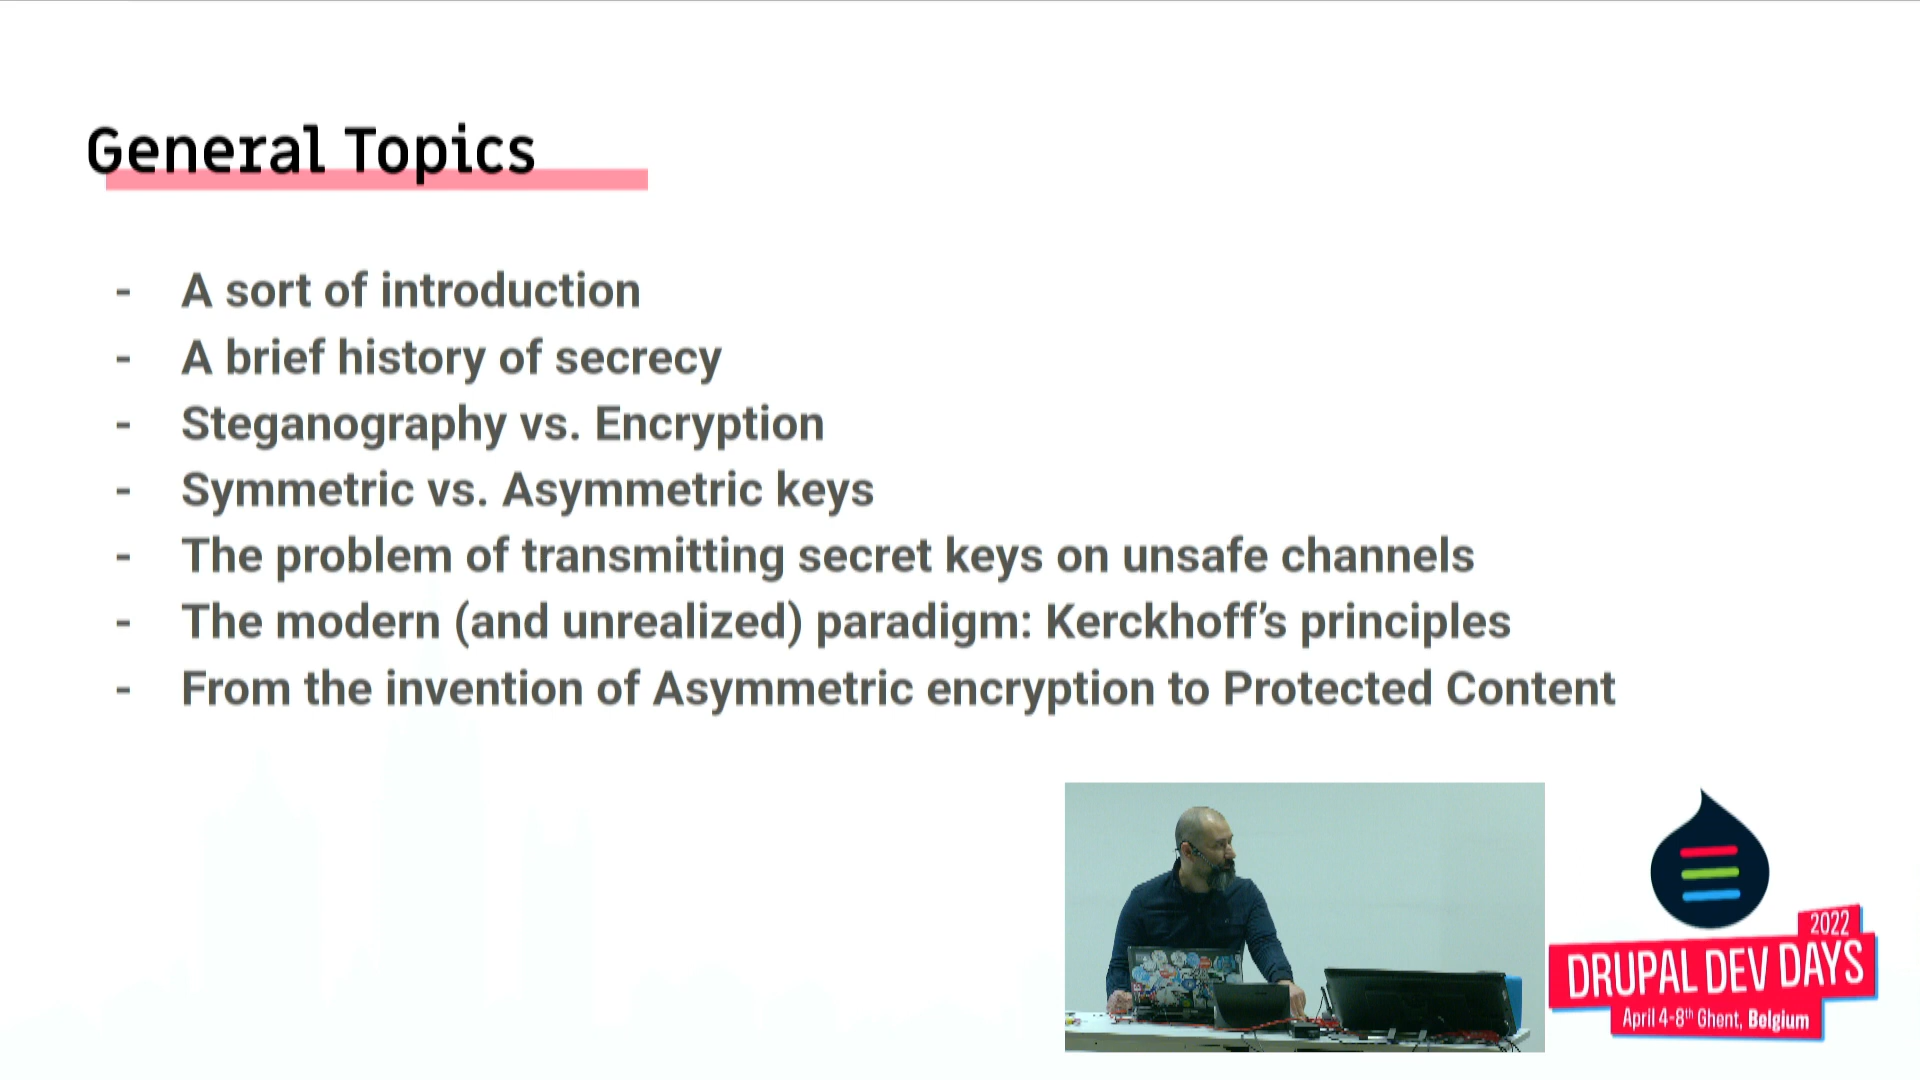 General Topics
- A sort of introduction
- A brief history of secrecy
- Steganography vs. Encryption
- Symmetric vs. Asymmetric keys
- The problem of transmitting secret keys on unsafe channels
- The modern (and unrealized) paradigm: Kerckhoff’s principles
- From the invention of Asymmetric encryption to Protected Content
2022
DRUPAL DEV DAYS
April 4-8th Ghent, Belgium